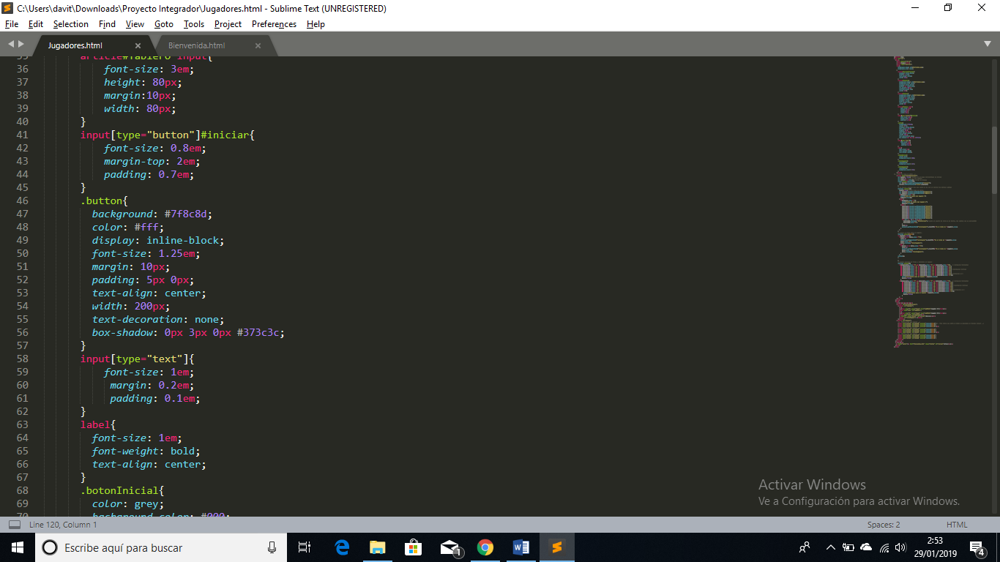 C:\Users\davit\Downloads\Proyecto Integrador\Jugadores.html - Sublime Text (UNREGISTERED)
File Edit Selection Find View Goto Tools Project Preferences Help
Jugadores.html × Bienvenida.html ×
35 article#Tablero input{
36 font-size: 3em;
37 height: 80px;
38 margin:10px;
39 width: 80px;
40 }
41 input[type="button"]#iniciar{
42 font-size: 0.8em;
43 margin-top: 2em;
44 padding: 0.7em;
45 }
46 .button{
47 background: #7f8c8d;
48 color: #fff;
49 display: inline-block;
50 font-size: 1.25em;
51 margin: 10px;
52 padding: 5px 0px;
53 text-align: center;
54 width: 200px;
55 text-decoration: none;
56 box-shadow: 0px 3px 0px #373c3c;
57 }
58 input[type="text"]{
59 font-size: 1em;
60 margin: 0.2em;
61 padding: 0.1em;
62 }
63 label{
64 font-size: 1em;
65 font-weight: bold;
66 text-align: center;
67 }
68 .botonInicial{
69 color: grey;
70 background-color: #000;
Activar Windows
Ve a Configuración para activar Windows.
Line 120, Column 1 Spaces: 2 HTML
Escribe aquí para buscar
1
2:53
29/01/2019
4